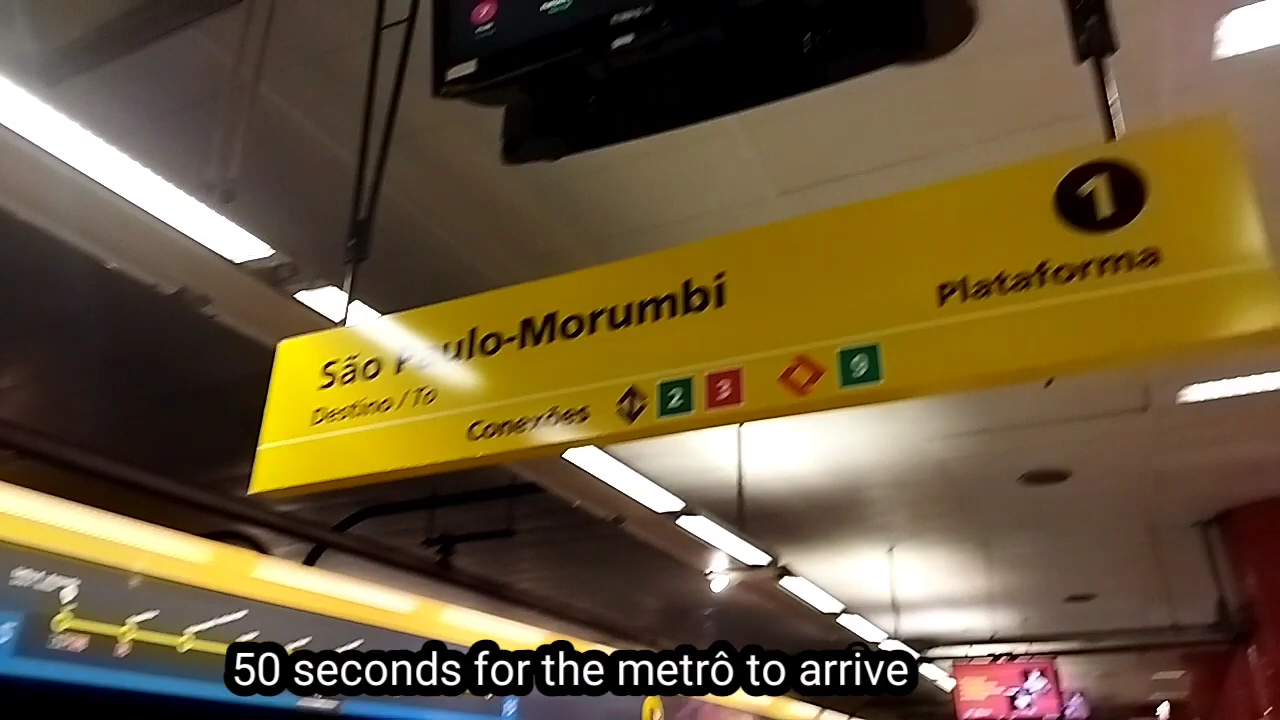 São Paulo-Morumbi
Destino / To
Conexões 2 3 9
1
Plataforma
50 seconds for the metrô to arrive